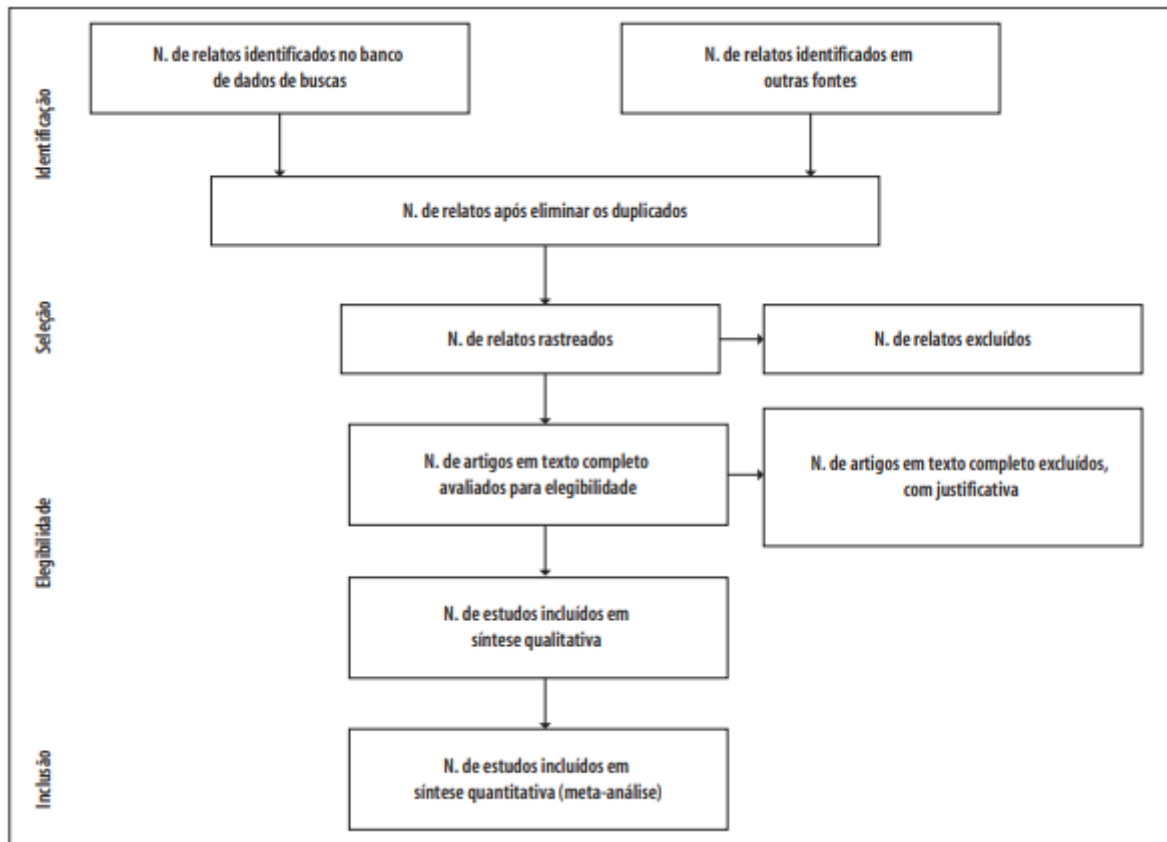 Identificação
N. de relatos identificados no banco
de dados de buscas
N. de relatos identificados em
outras fontes
N. de relatos após eliminar os duplicados
Seleção
N. de relatos rastreados
N. de relatos excluídos
Elegibilidade
N. de artigos em texto completo
avaliados para elegibilidade
N. de artigos em texto completo excluídos,
com justificativa
N. de estudos incluídos em
síntese qualitativa
Inclusão
N. de estudos incluídos em
síntese quantitativa (meta-análise)